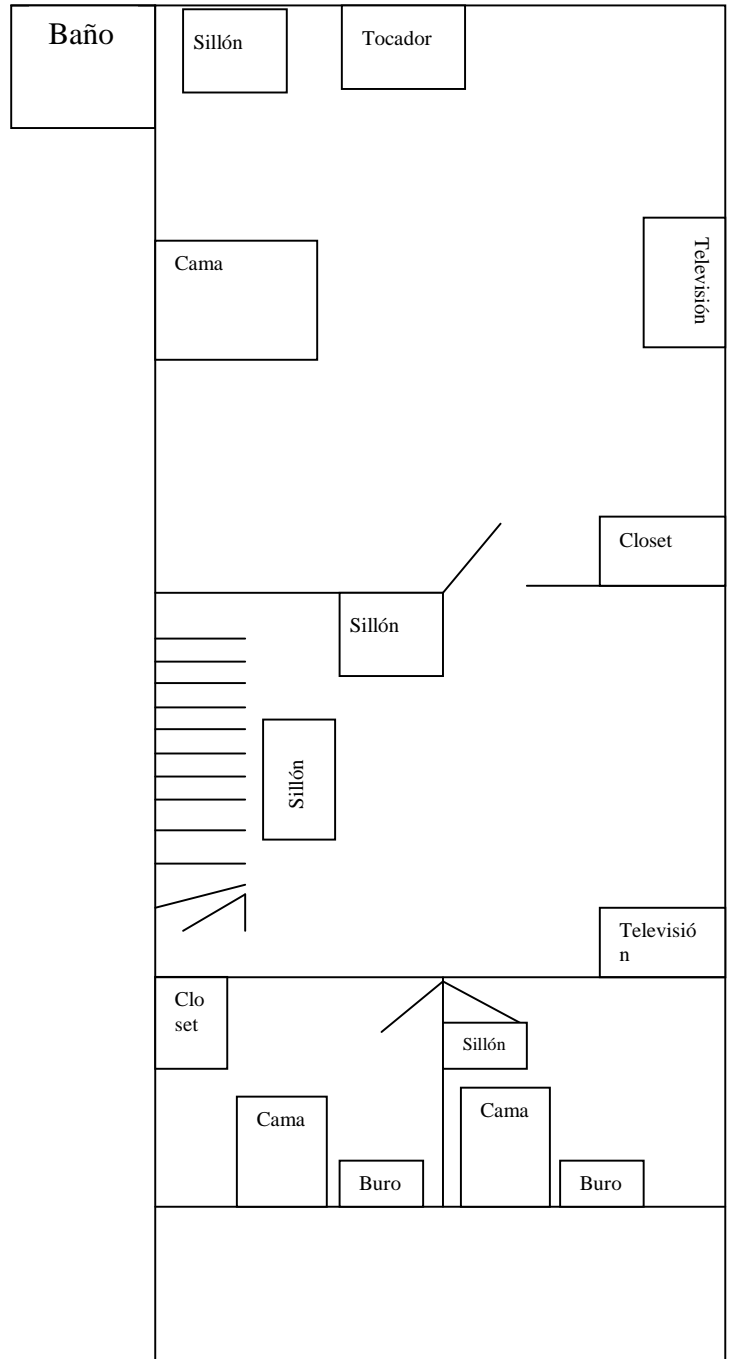 Baño
Sillón
Tocador
Cama
Televisión
Closet
Sillón
Sillón
Televisió
n
Clo
set
Sillón
Cama
Cama
Buro
Buro